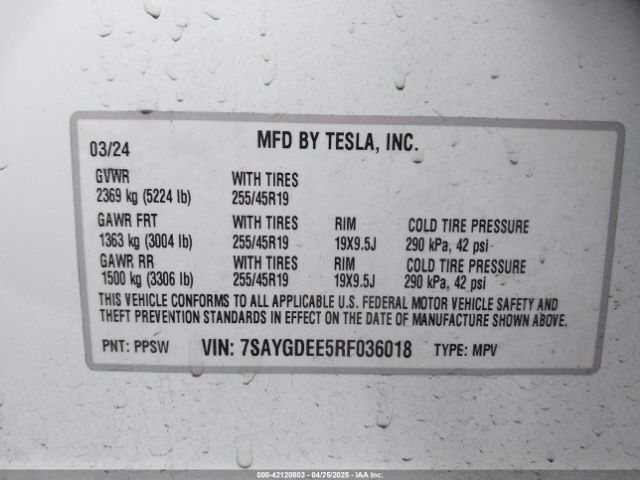 03/24 MFD BY TESLA, INC.
GVWR WITH TIRES
2369 kg (5224 lb) 255/45R19
GAWR FRT WITH TIRES RIM COLD TIRE PRESSURE
1363 kg (3004 lb) 255/45R19 19X9.5J 290 kPa, 42 psi
GAWR RR WITH TIRES RIM COLD TIRE PRESSURE
1500 kg (3306 lb) 255/45R19 19X9.5J 290 kPa, 42 psi
THIS VEHICLE CONFORMS TO ALL APPLICABLE U.S. FEDERAL MOTOR VEHICLE SAFETY AND
THEFT PREVENTION STANDARDS IN EFFECT ON THE DATE OF MANUFACTURE SHOWN ABOVE.
PNT: PPSW VIN: 7SAYGDEE5RF036018 TYPE: MPV
000-42120803 - 04/25/2025 - IAA Inc.